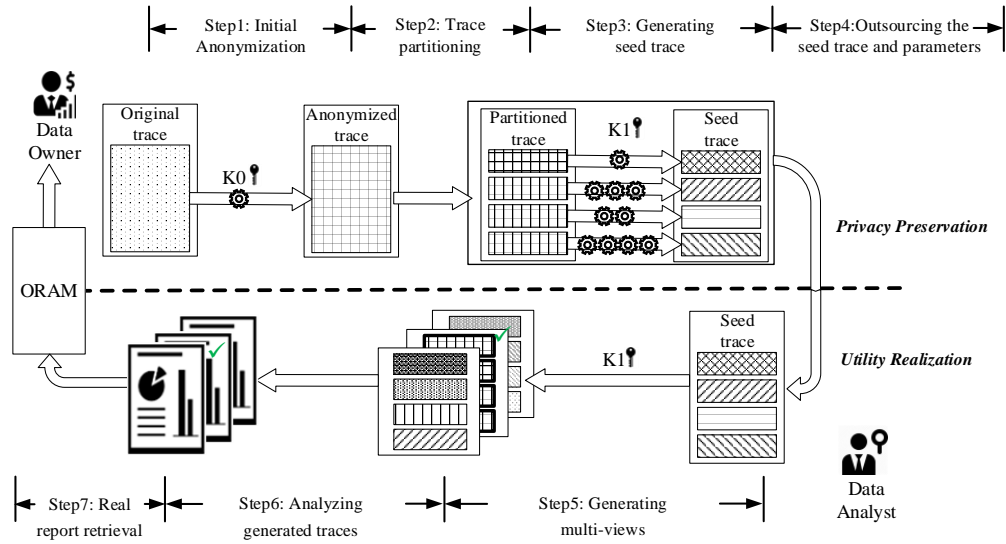 Step1: Initial
Anonymization
Step2: Trace
partitioning
Step3: Generating
seed trace
Step4:Outsourcing the
seed trace and parameters
Data
Owner
Original
trace
K0
Anonymized
trace
Partitioned
trace
K1
Seed
trace
Privacy Preservation
ORAM
Utility Realization
K1
Seed
trace
Data
Analyst
Step7: Real
report retrieval
Step6: Analyzing
generated traces
Step5: Generating
multi-views